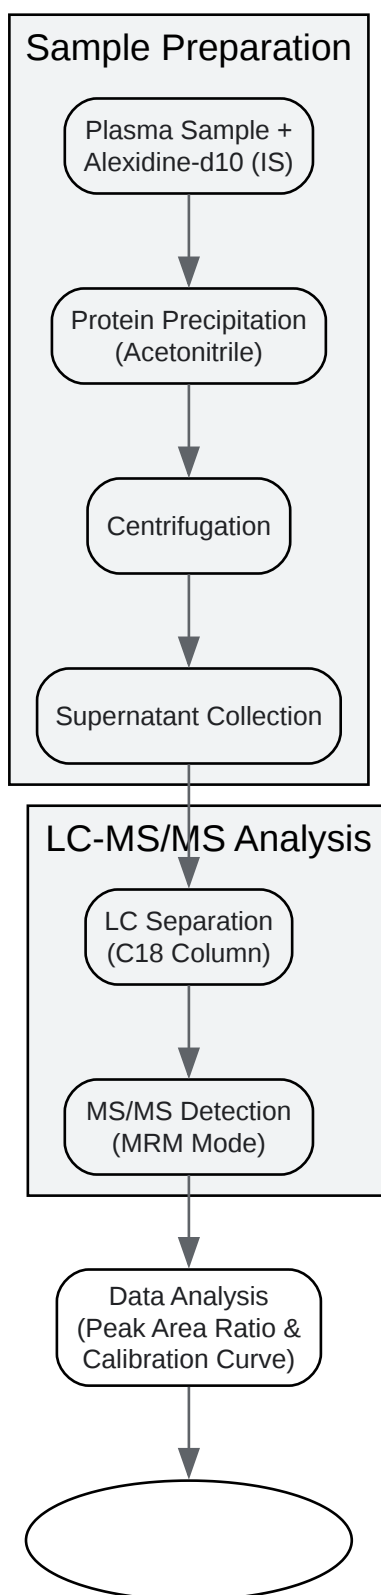 Sample Preparation
Plasma Sample +
Alexidine-d10 (IS)
Protein Precipitation
(Acetonitrile)
Centrifugation
Supernatant Collection
LC-MS/MS Analysis
LC Separation
(C18 Column)
MS/MS Detection
(MRM Mode)
Data Analysis
(Peak Area Ratio &
Calibration Curve)